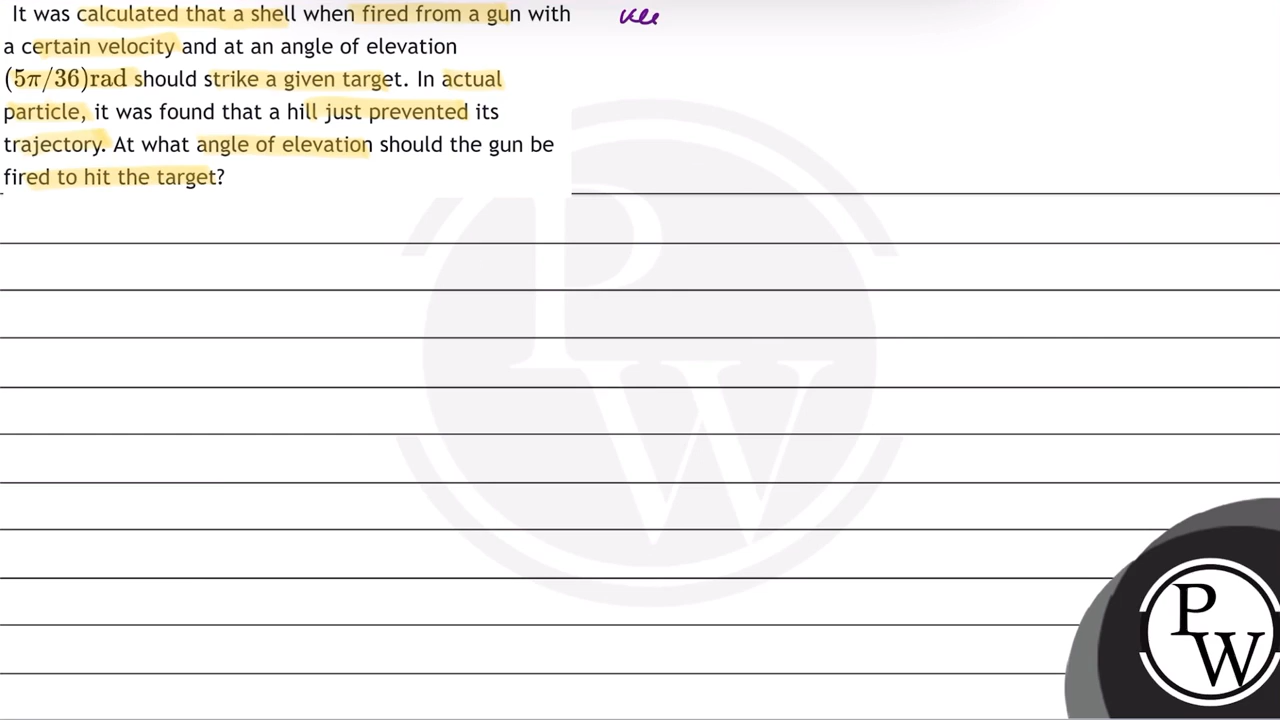 It was calculated that a shell when fired from a gun with
a certain velocity and at an angle of elevation
(5π/36)rad should strike a given target. In actual
particle, it was found that a hill just prevented its
trajectory. At what angle of elevation should the gun be
fired to hit the target?
P
W
P
W